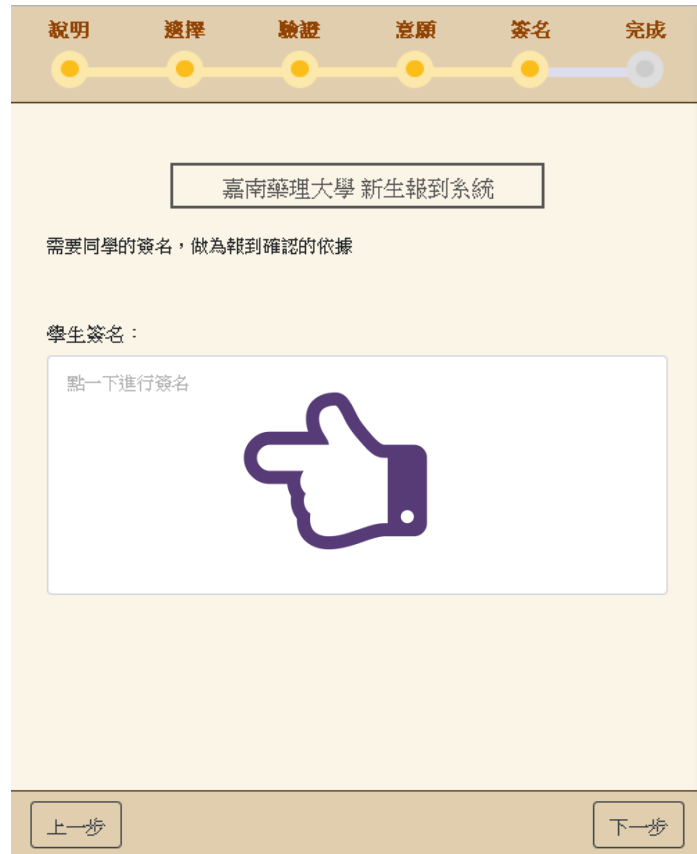 說明 選擇 驗證 意願 簽名 完成
嘉南藥理大學 新生報到系統
需要同學的簽名，做為報到確認的依據
學生簽名：
點一下進行簽名
上一步 下一步